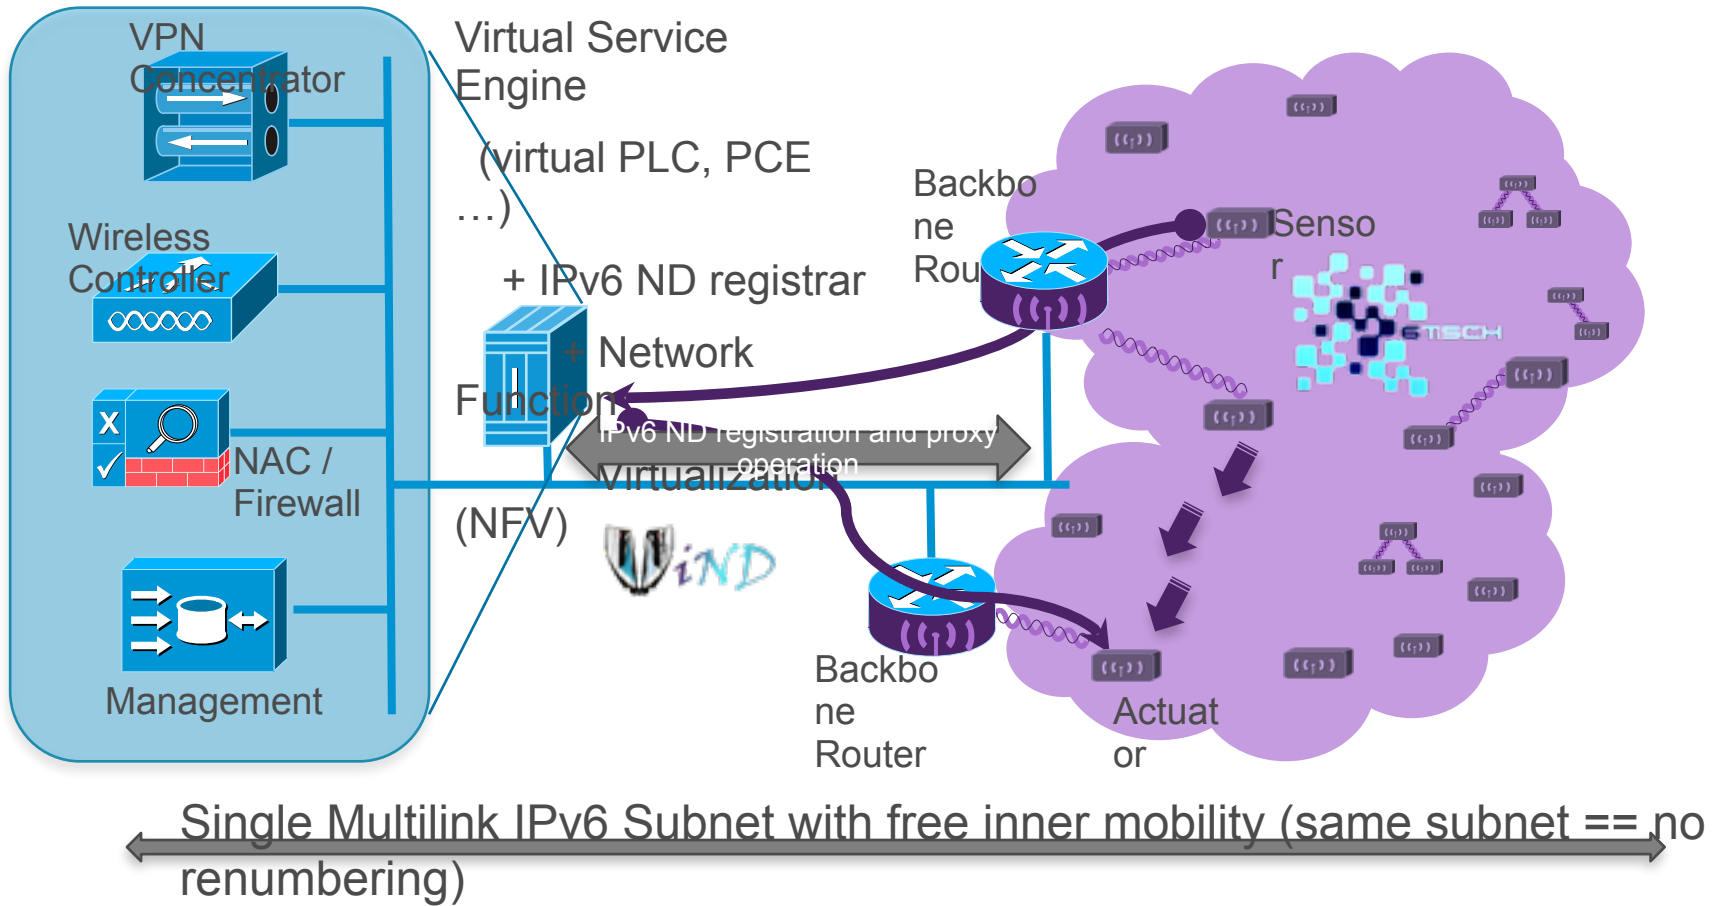 VPN
Concentrator
Wireless
Controller
X
NAC /
Firewall
Management
Virtual Service
Engine
(virtual PLC, PCE
…)
+ IPv6 ND registrar
+ Network
Function
Virtualization
(NFV)
IPv6 ND registration and proxy
operation
WiND
Backbo
ne
Rou
Senso
r
6TiSCH
Backbo
ne
Router
Actuat
or
Single Multilink IPv6 Subnet with free inner mobility (same subnet == no
renumbering)